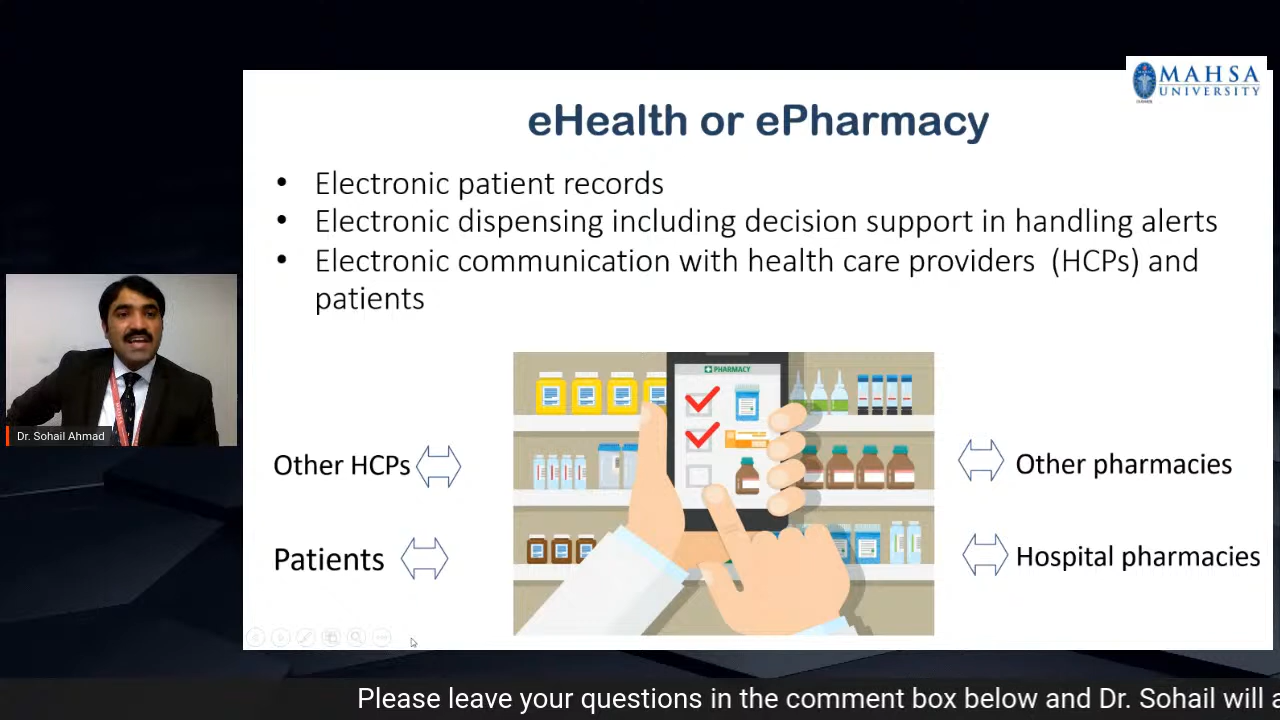 MAHSA
UNIVERSITY
eHealth or ePharmacy
• Electronic patient records
• Electronic dispensing including decision support in handling alerts
• Electronic communication with health care providers (HCPs) and
patients
PHARMACY
Dr. Sohail Ahmad
Other HCPs
Other pharmacies
Patients
Hospital pharmacies
Please leave your questions in the comment box below and Dr. Sohail will a